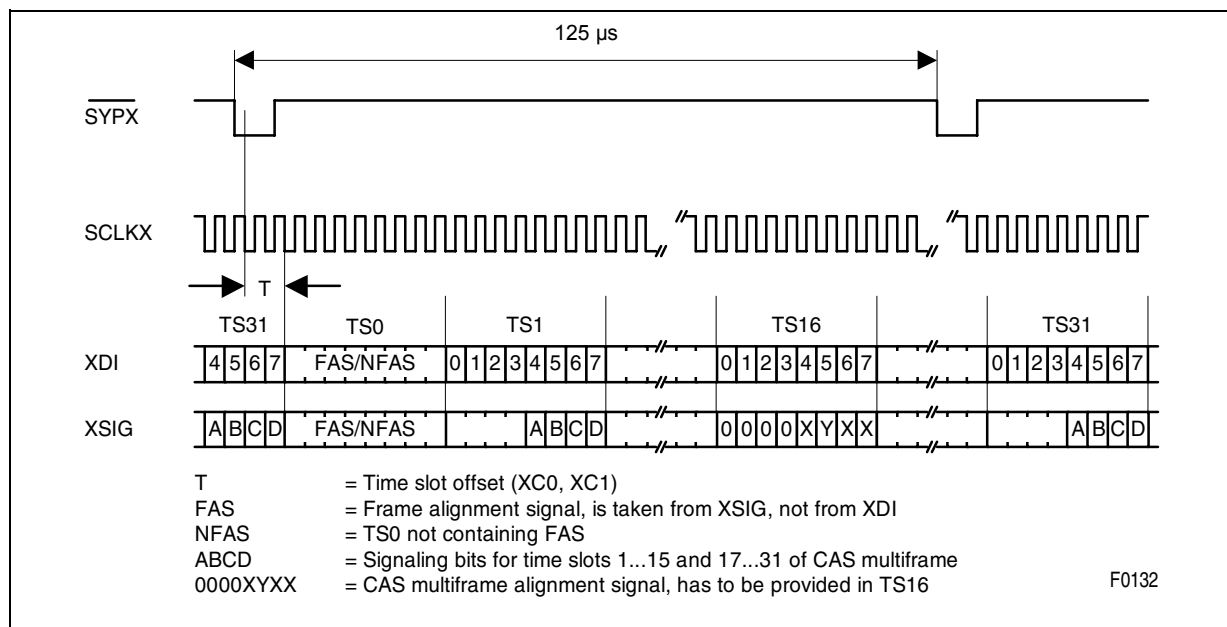 125 µs
SYPX
SCLKX
T
TS31 TS0 TS1 TS16 TS31
XDI 4 5 6 7 FAS/NFAS 0 1 2 3 4 5 6 7 0 1 2 3 4 5 6 7 0 1 2 3 4 5 6 7
XSIG A B C D FAS/NFAS A B C D 0 0 0 0 X Y X X A B C D
T = Time slot offset (XC0, XC1)
FAS = Frame alignment signal, is taken from XSIG, not from XDI
NFAS = TS0 not containing FAS
ABCD = Signaling bits for time slots 1...15 and 17...31 of CAS multiframe
0000XYXX = CAS multiframe alignment signal, has to be provided in TS16
F0132